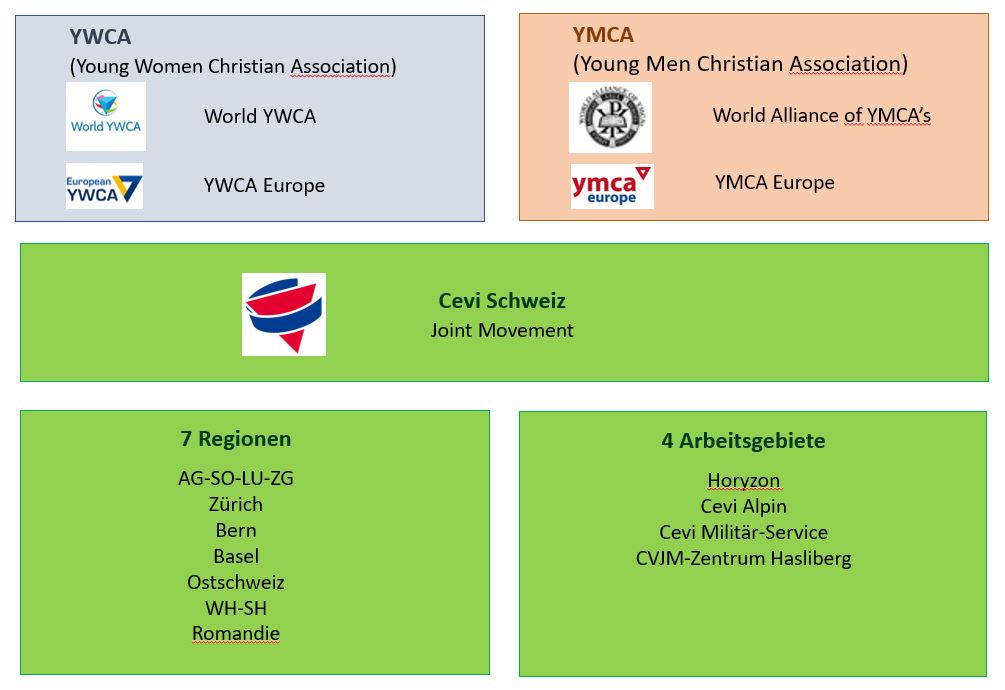 YWCA
(Young Women Christian Association)
World YWCA
World YWCA
European
YWCA
YWCA Europe
YMCA
(Young Men Christian Association)
WORLD ALLIANCE OF YMCA
World Alliance of YMCA’s
ymca
europe
YMCA Europe
Cevi Schweiz
Joint Movement
7 Regionen
AG-SO-LU-ZG
Zürich
Bern
Basel
Ostschweiz
WH-SH
Romandie
4 Arbeitsgebiete
Horyzon
Cevi Alpin
Cevi Militär-Service
CVJM-Zentrum Hasliberg